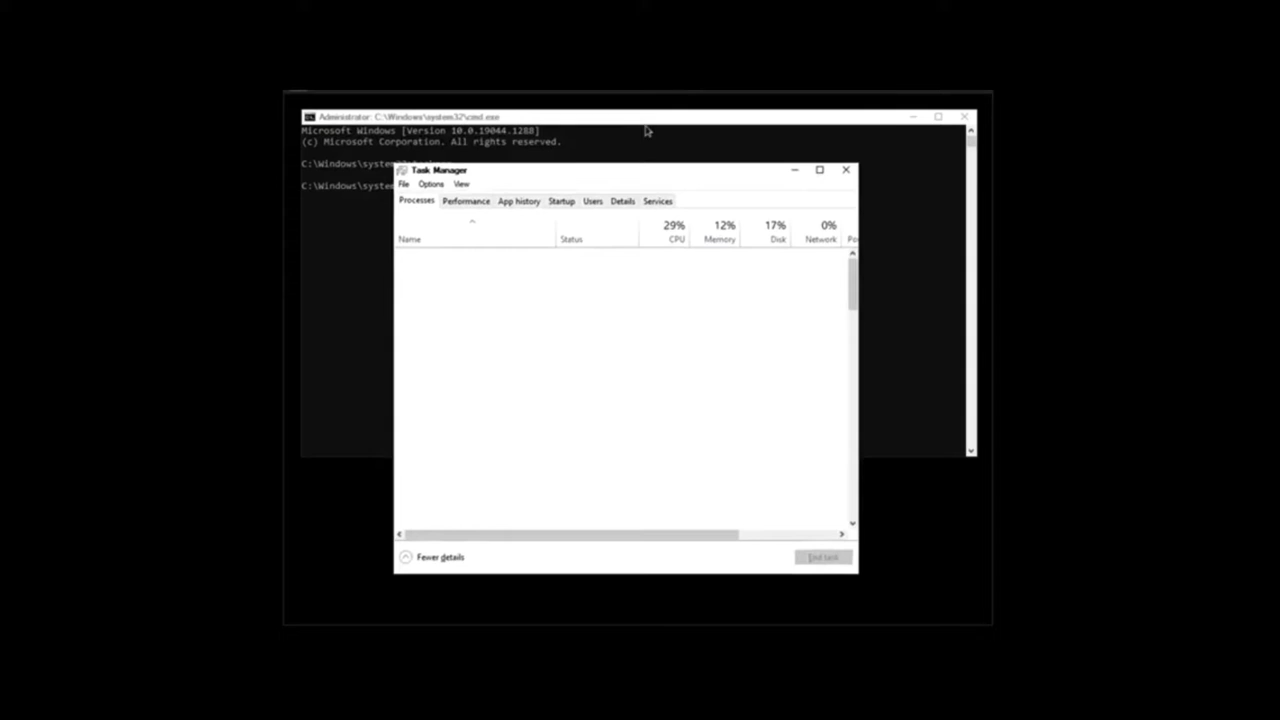 Administrator: C:\Windows\system32\cmd.exe
Microsoft Windows [Version 10.0.19044.1288]
(c) Microsoft Corporation. All rights reserved.
C:\Windows\system
Task Manager
File Options View
C:\Windows\system
Processes Performance App history Startup Users Details Services
29% 12% 17% 0%
Name Status CPU Memory Disk Network Po
Fewer details
End task